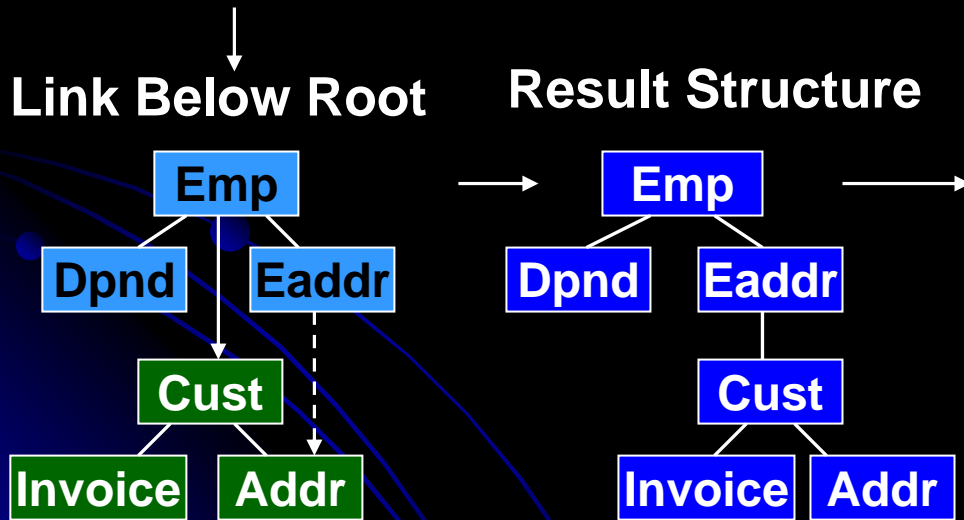 Link Below Root
Emp
Dpnd Eaddr
Cust
Invoice Addr
Result Structure
Emp
Dpnd Eaddr
Cust
Invoice Addr